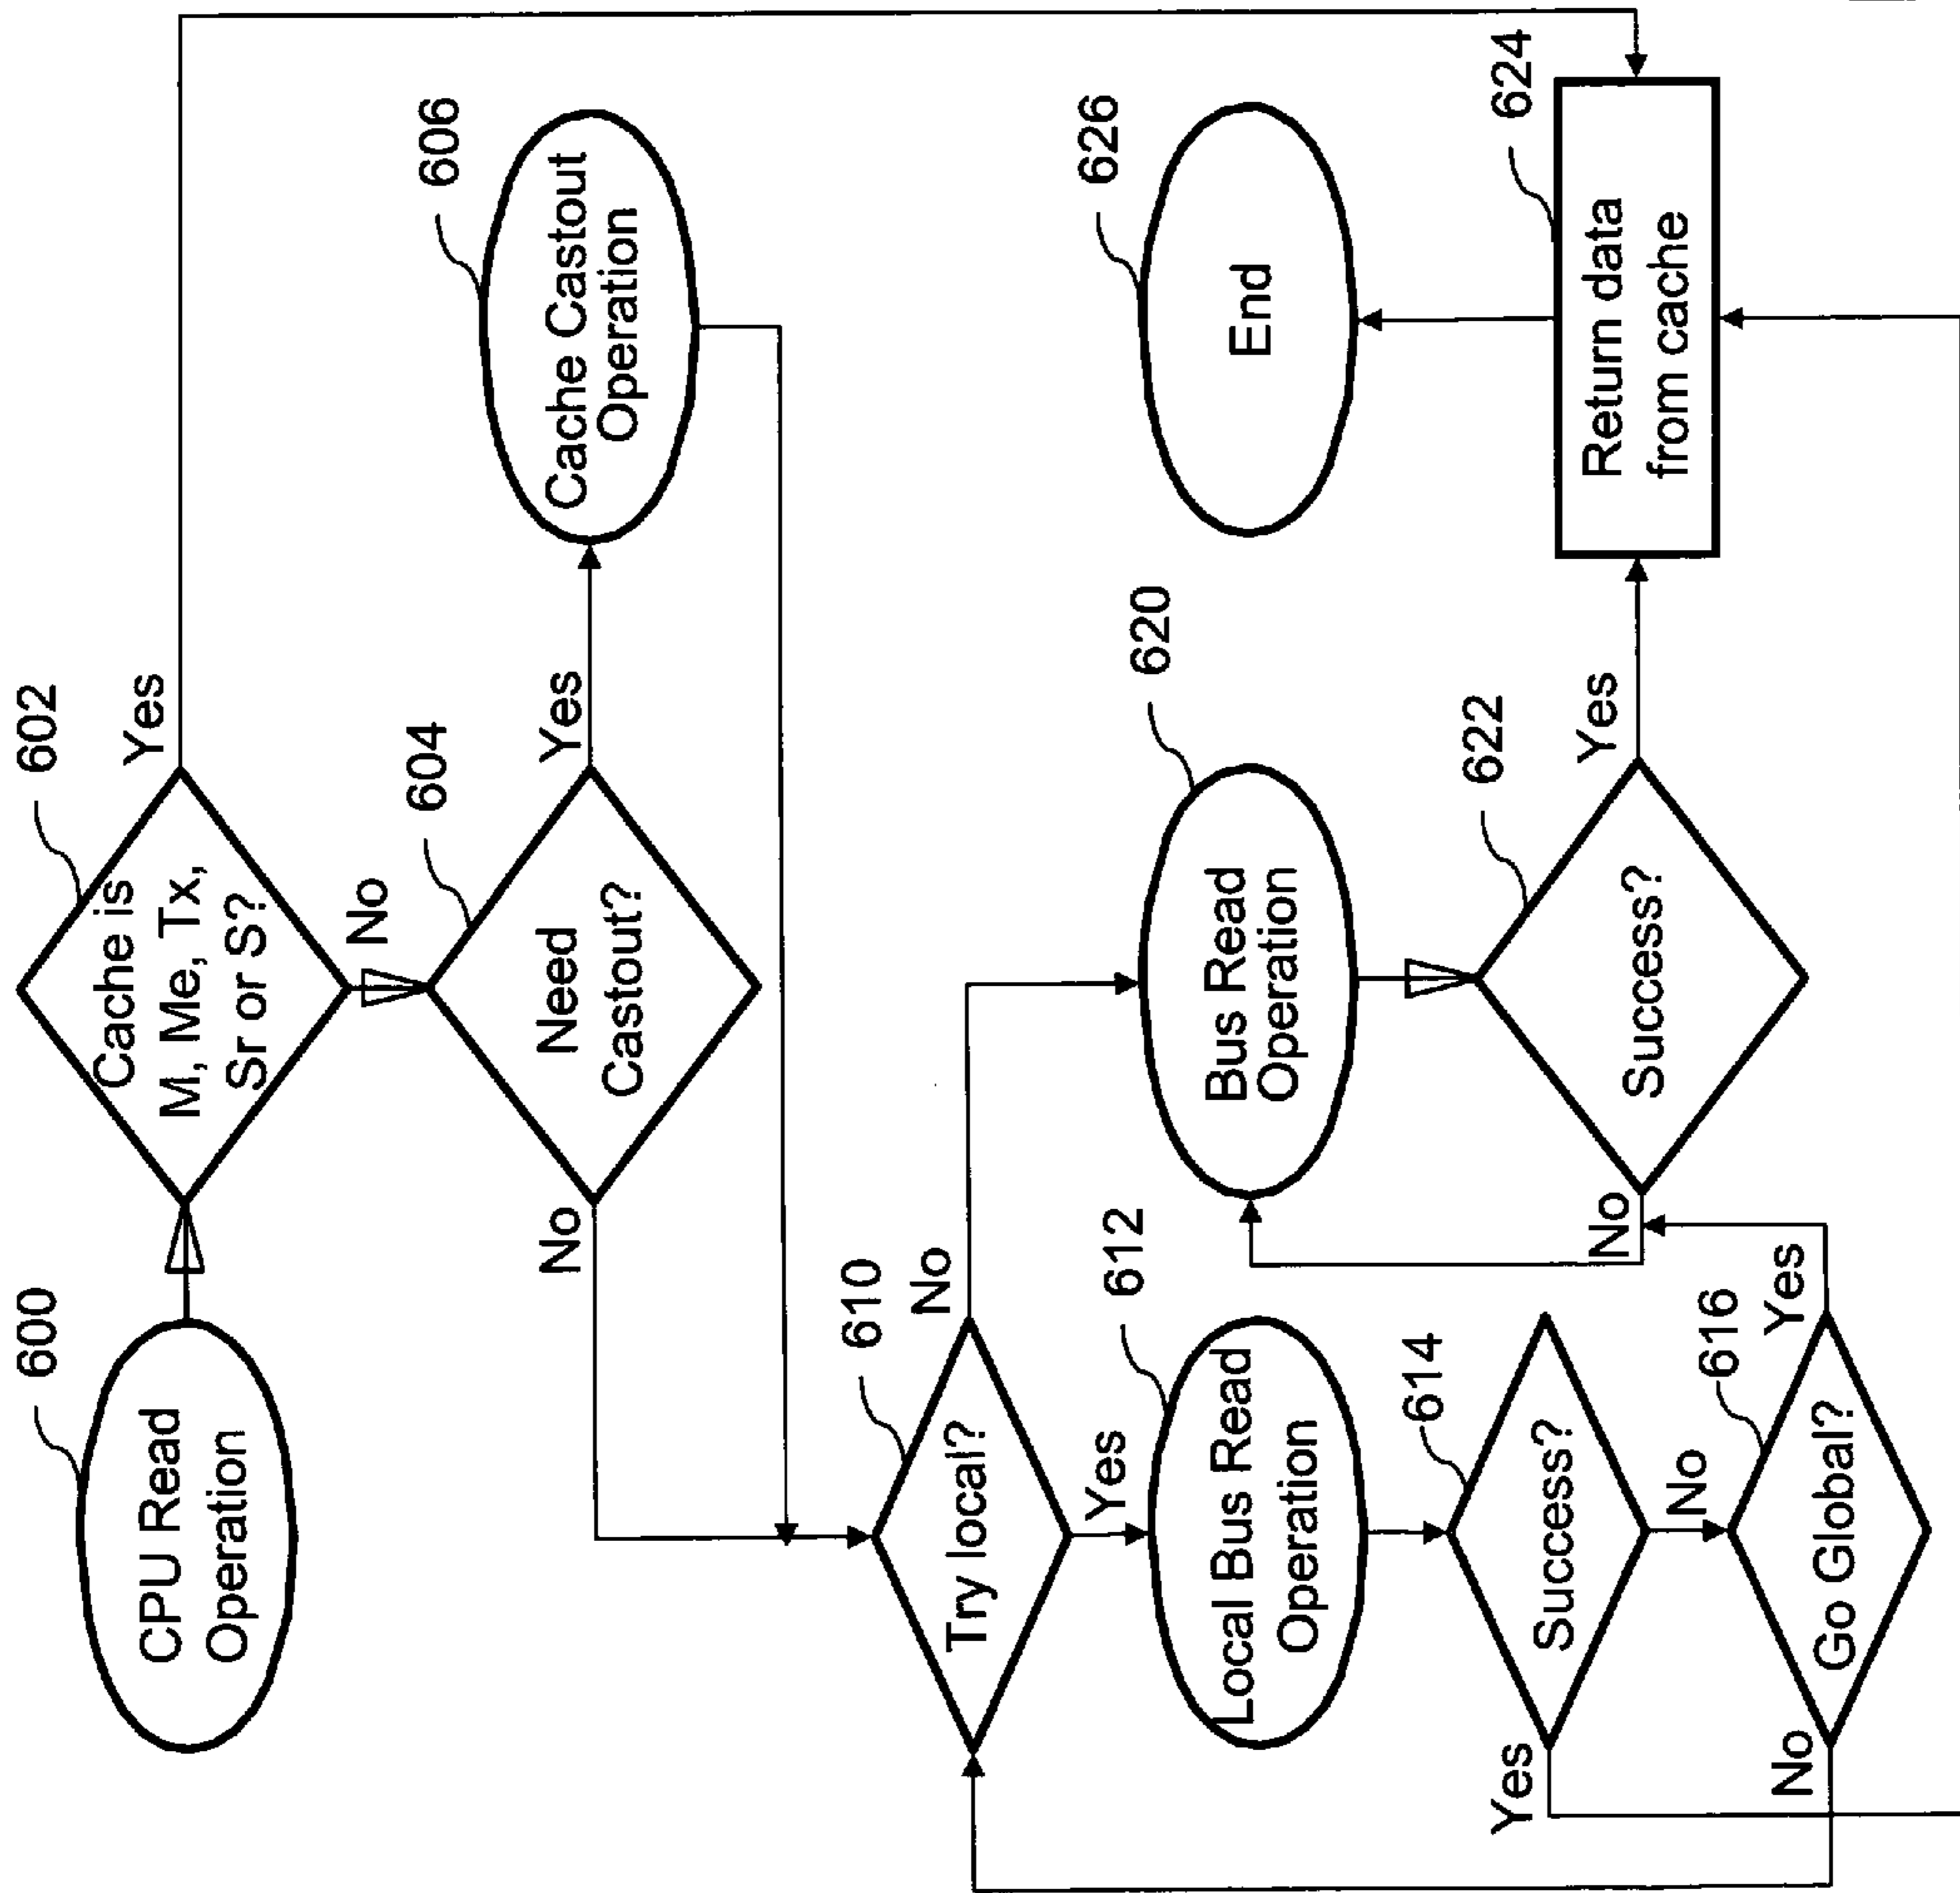 600
CPU Read
Operation
602
Cache is
M, Me, Tx,
Sr or S?
Yes
No
604
Need
Castout?
Yes
No
606
Cache Castout
Operation
610
Try local?
No
Yes
612
Local Bus Read
Operation
614
Success?
Yes
No
616
Go Global?
Yes
No
620
Bus Read
Operation
622
Success?
Yes
No
624
Return data
from cache
626
End